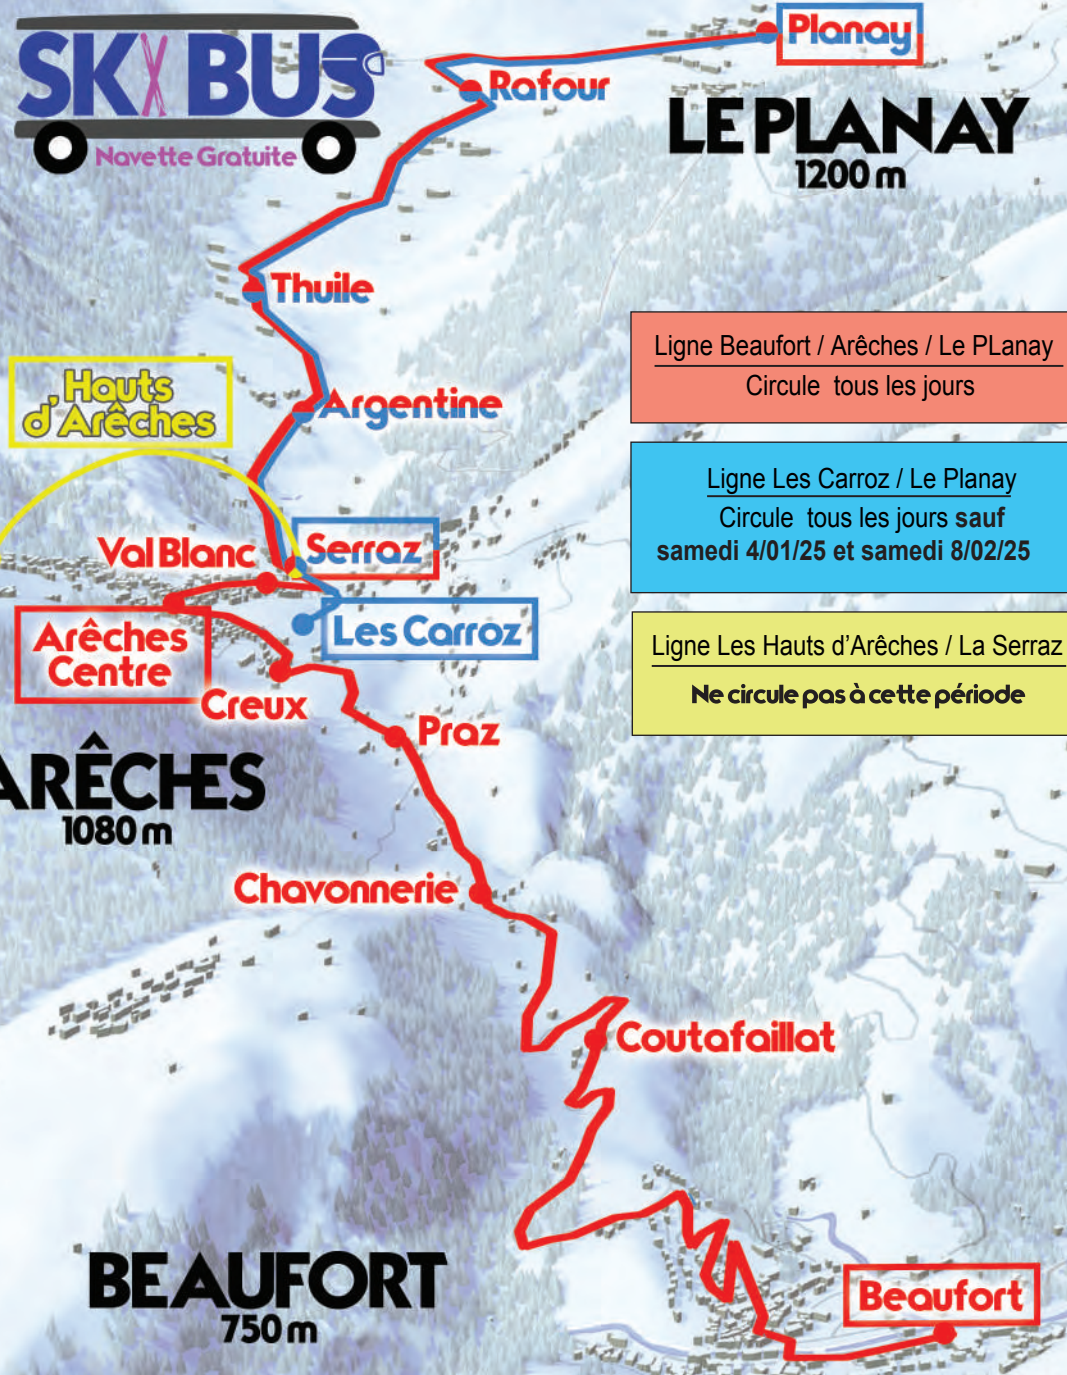 SKI BUS
Navette Gratuite
Planay
Rafour
LE PLANAY
1200 m
Thuile
Ligne Beaufort / Arêches / Le PLanay
Circule tous les jours
Hauts
d'Arêches
Argentine
Ligne Les Carroz / Le Planay
Circule tous les jours sauf
samedi 4/01/25 et samedi 8/02/25
Val Blanc
Serraz
Les Carroz
Arêches
Centre
Ligne Les Hauts d'Arêches / La Serraz
Ne circule pas à cette période
Creux
Praz
ARÊCHES
1080 m
Chavonnerie
Coutafaillat
BEAUFORT
750 m
Beaufort